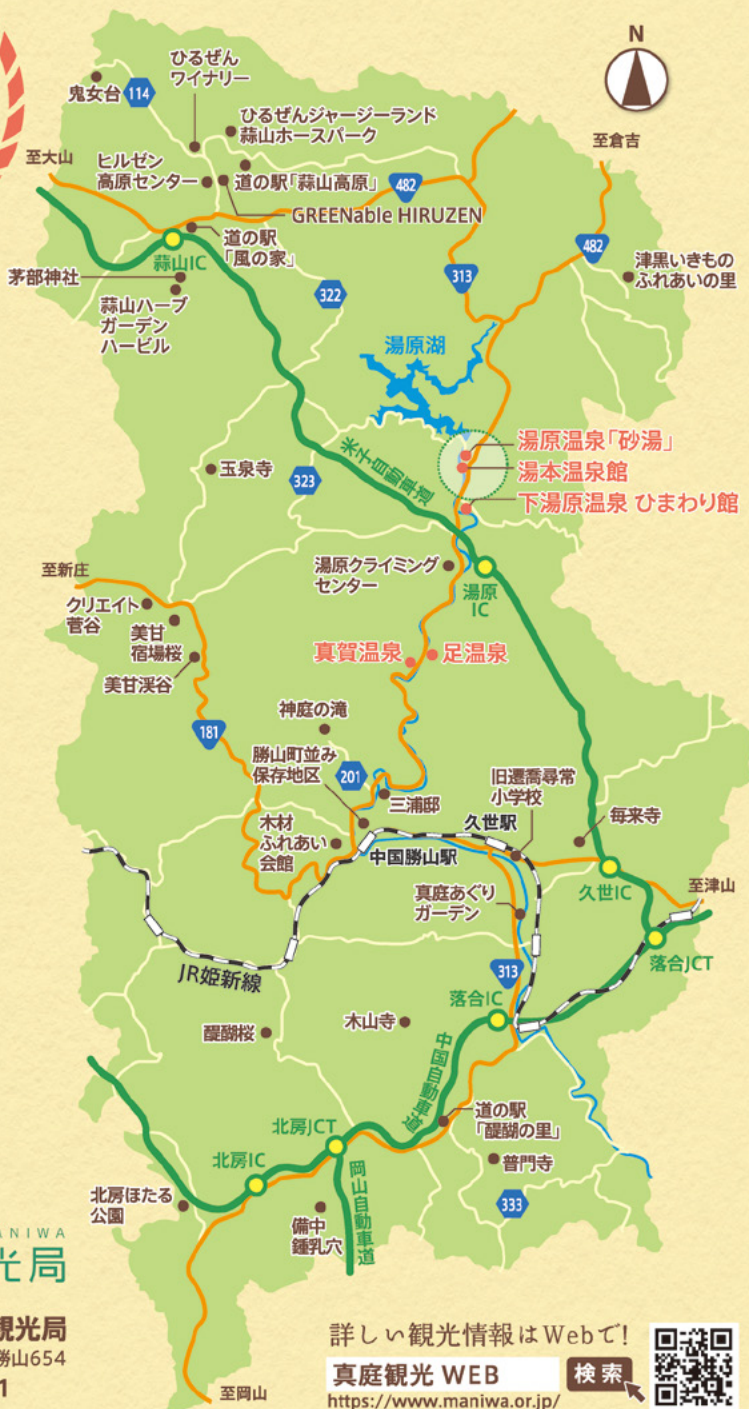 N
ひるぜん
ワイナリー
鬼女台
114
ひるぜんジャージーランド
蒜山ホースパーク
至倉吉
至大山
ヒルゼン
高原センター
道の駅「蒜山高原」
482
GREENable HIRUZEN
道の駅
「風の家」
蒜山IC
482
313
津黒いきもの
ふれあいの里
茅部神社
蒜山ハーブ
ガーデン
ハービル
322
湯原湖
湯原温泉「砂湯」
湯本温泉館
下湯原温泉 ひまわり館
米子自動車道
玉泉寺
323
湯原クライミング
センター
湯原
IC
至新庄
クリエイト
菅谷
美甘
宿場桜
美甘渓谷
真賀温泉
足温泉
181
神庭の滝
勝山町並み
保存地区
201
三浦邸
旧遷喬尋常
小学校
久世駅
毎来寺
木材
ふれあい
会館
中国勝山駅
久世IC
至津山
真庭あぐり
ガーデン
落合JCT
JR姫新線
313
落合IC
醍醐桜
木山寺
中国自動車道
道の駅
「醍醐の里」
北房JCT
北房IC
普門寺
333
岡山自動車道
北房ほたる
公園
備中
鍾乳穴
ANIWA
光局
観光局
勝山654
1
至岡山
詳しい観光情報はWebで!
真庭観光 WEB
検索
https://www.maniwa.or.jp/